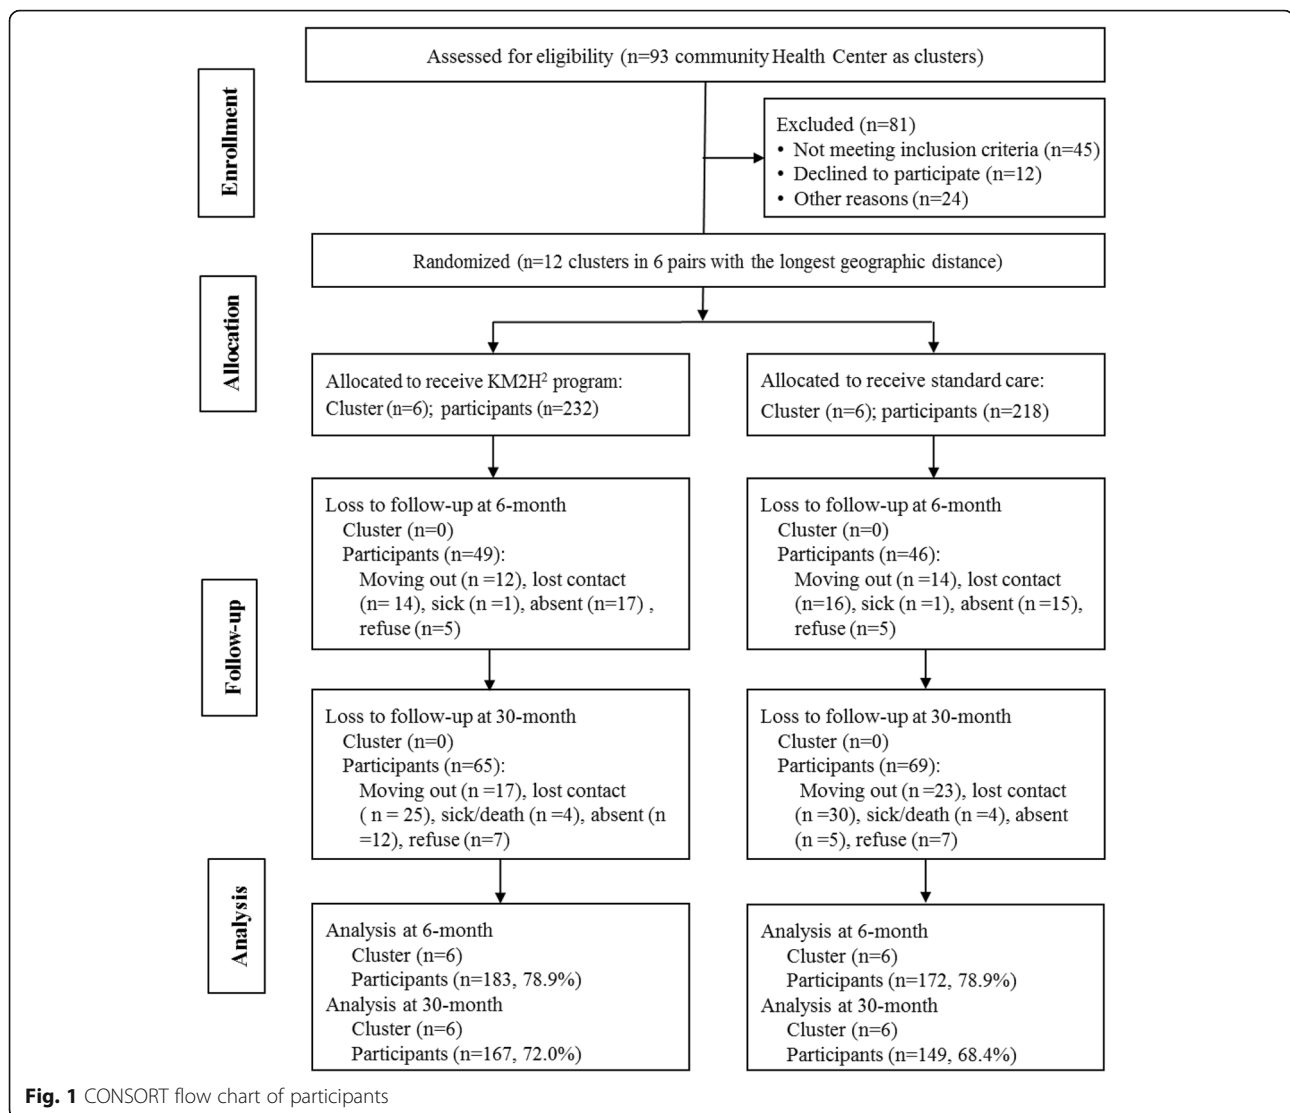 Assessed for eligibility (n=93 community Health Center as clusters)
Enrollment
Excluded (n=81)
• Not meeting inclusion criteria (n=45)
• Declined to participate (n=12)
• Other reasons (n=24)
Randomized (n=12 clusters in 6 pairs with the longest geographic distance)
Allocation
Allocated to receive KM2H² program:
Cluster (n=6); participants (n=232)
Allocated to receive standard care:
Cluster (n=6); participants (n=218)
Follow-up
Loss to follow-up at 6-month
Cluster (n=0)
Participants (n=49):
Moving out (n =12), lost contact
(n= 14), sick (n =1), absent (n=17) ,
refuse (n=5)
Loss to follow-up at 6-month
Cluster (n=0)
Participants (n=46):
Moving out (n =14), lost contact
(n=16), sick (n =1), absent (n =15),
refuse (n=5)
Loss to follow-up at 30-month
Cluster (n=0)
Participants (n=65):
Moving out (n =17), lost contact
( n = 25), sick/death (n =4), absent (n
=12), refuse (n=7)
Loss to follow-up at 30-month
Cluster (n=0)
Participants (n=69):
Moving out (n =23), lost contact
(n =30), sick/death (n =4), absent
(n =5), refuse (n=7)
Analysis
Analysis at 6-month
Cluster (n=6)
Participants (n=183, 78.9%)
Analysis at 30-month
Cluster (n=6)
Participants (n=167, 72.0%)
Analysis at 6-month
Cluster (n=6)
Participants (n=172, 78.9%)
Analysis at 30-month
Cluster (n=6)
Participants (n=149, 68.4%)
Fig. 1 CONSORT flow chart of participants